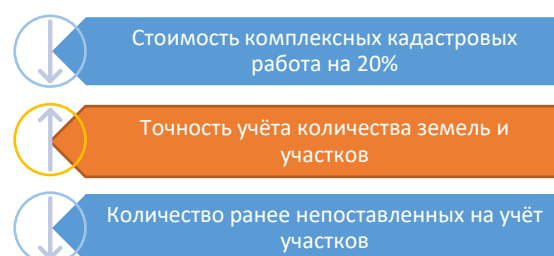 Стоимость комплексных кадастровых
работа на 20%
Точность учёта количества земель и
участков
Количество ранее непоставленных на учёт
участков